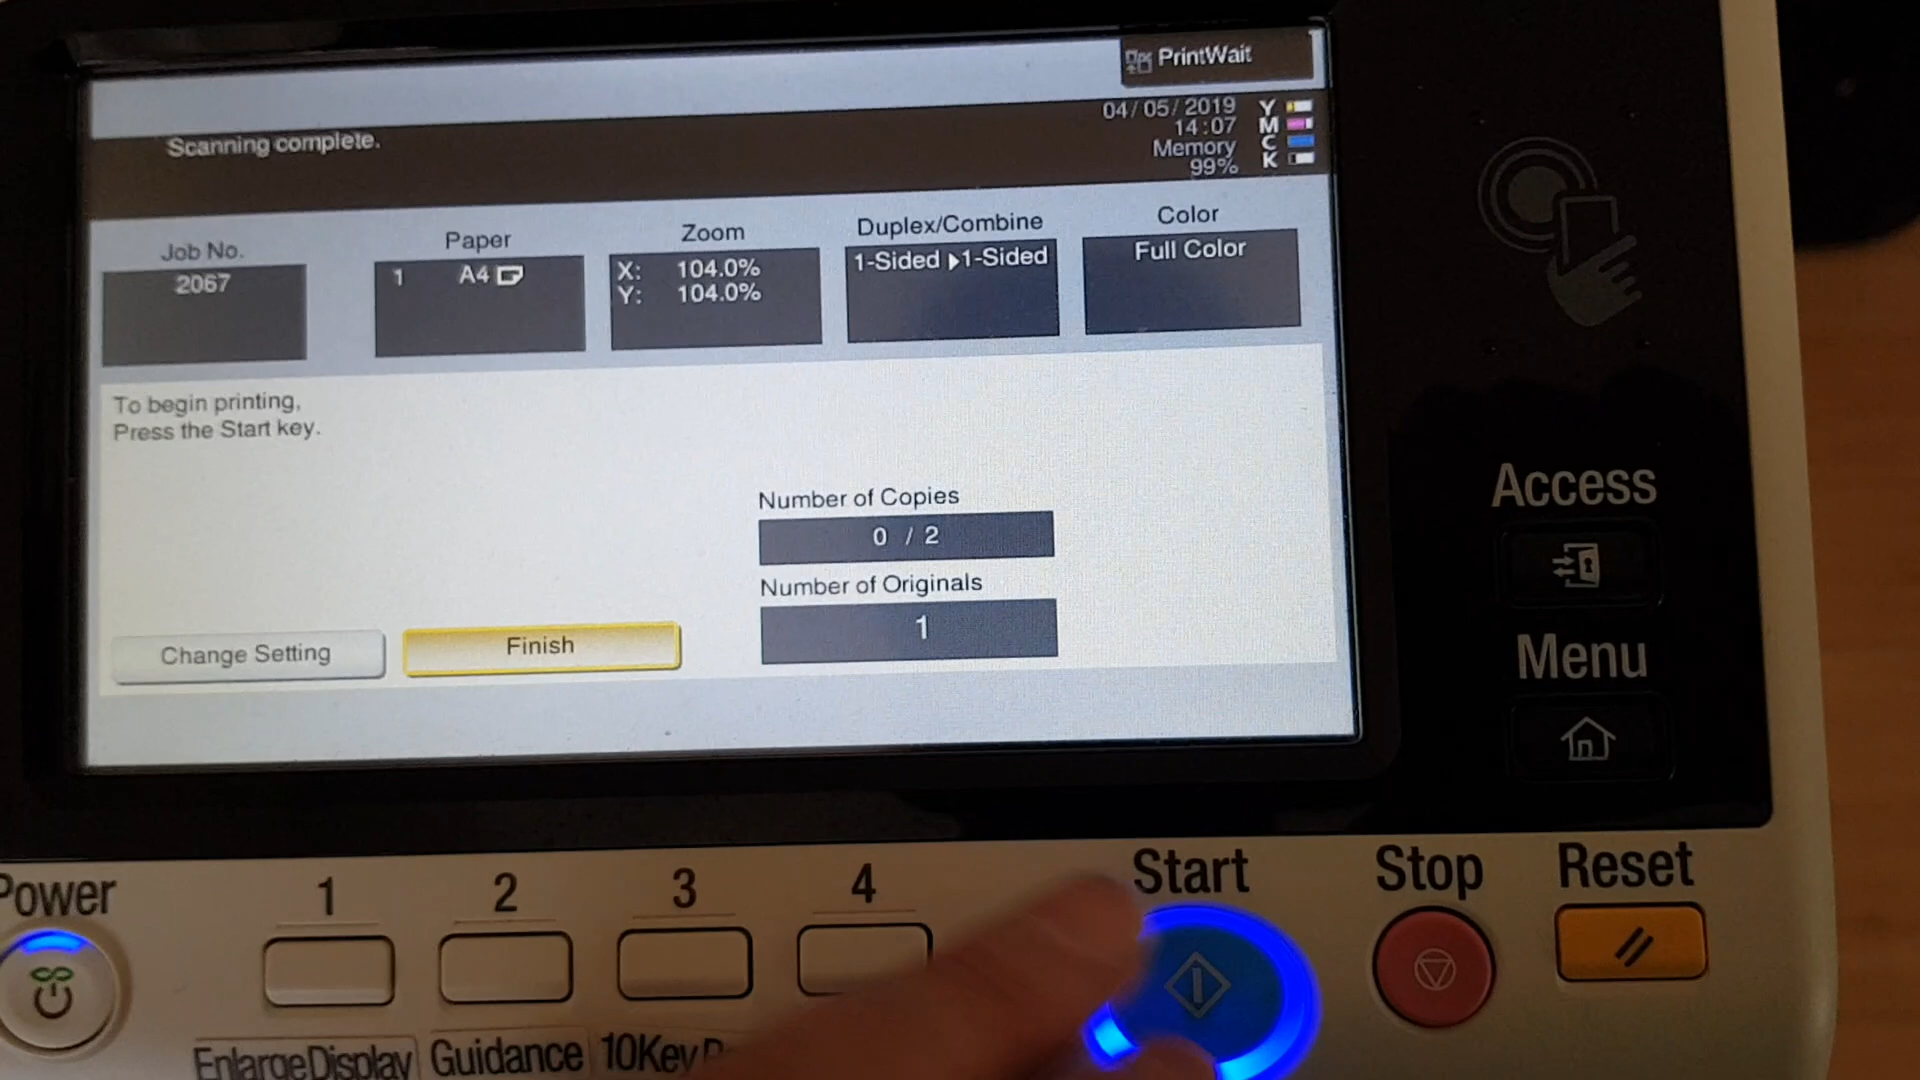 PrintWait
Scanning complete.
04/05/2019
14:07
Memory
99%
Y
M
C
K
Job No.
2067
Paper
1 A4
Zoom
X: 104.0%
Y: 104.0%
Duplex/Combine
1-Sided ▶1-Sided
Color
Full Color
To begin printing,
Press the Start key.
Number of Copies
0 / 2
Number of Originals
1
Change Setting
Finish
Access
Menu
Power
1
2
3
4
Start
Stop
Reset
EnlargeDisplay
Guidance
10Key